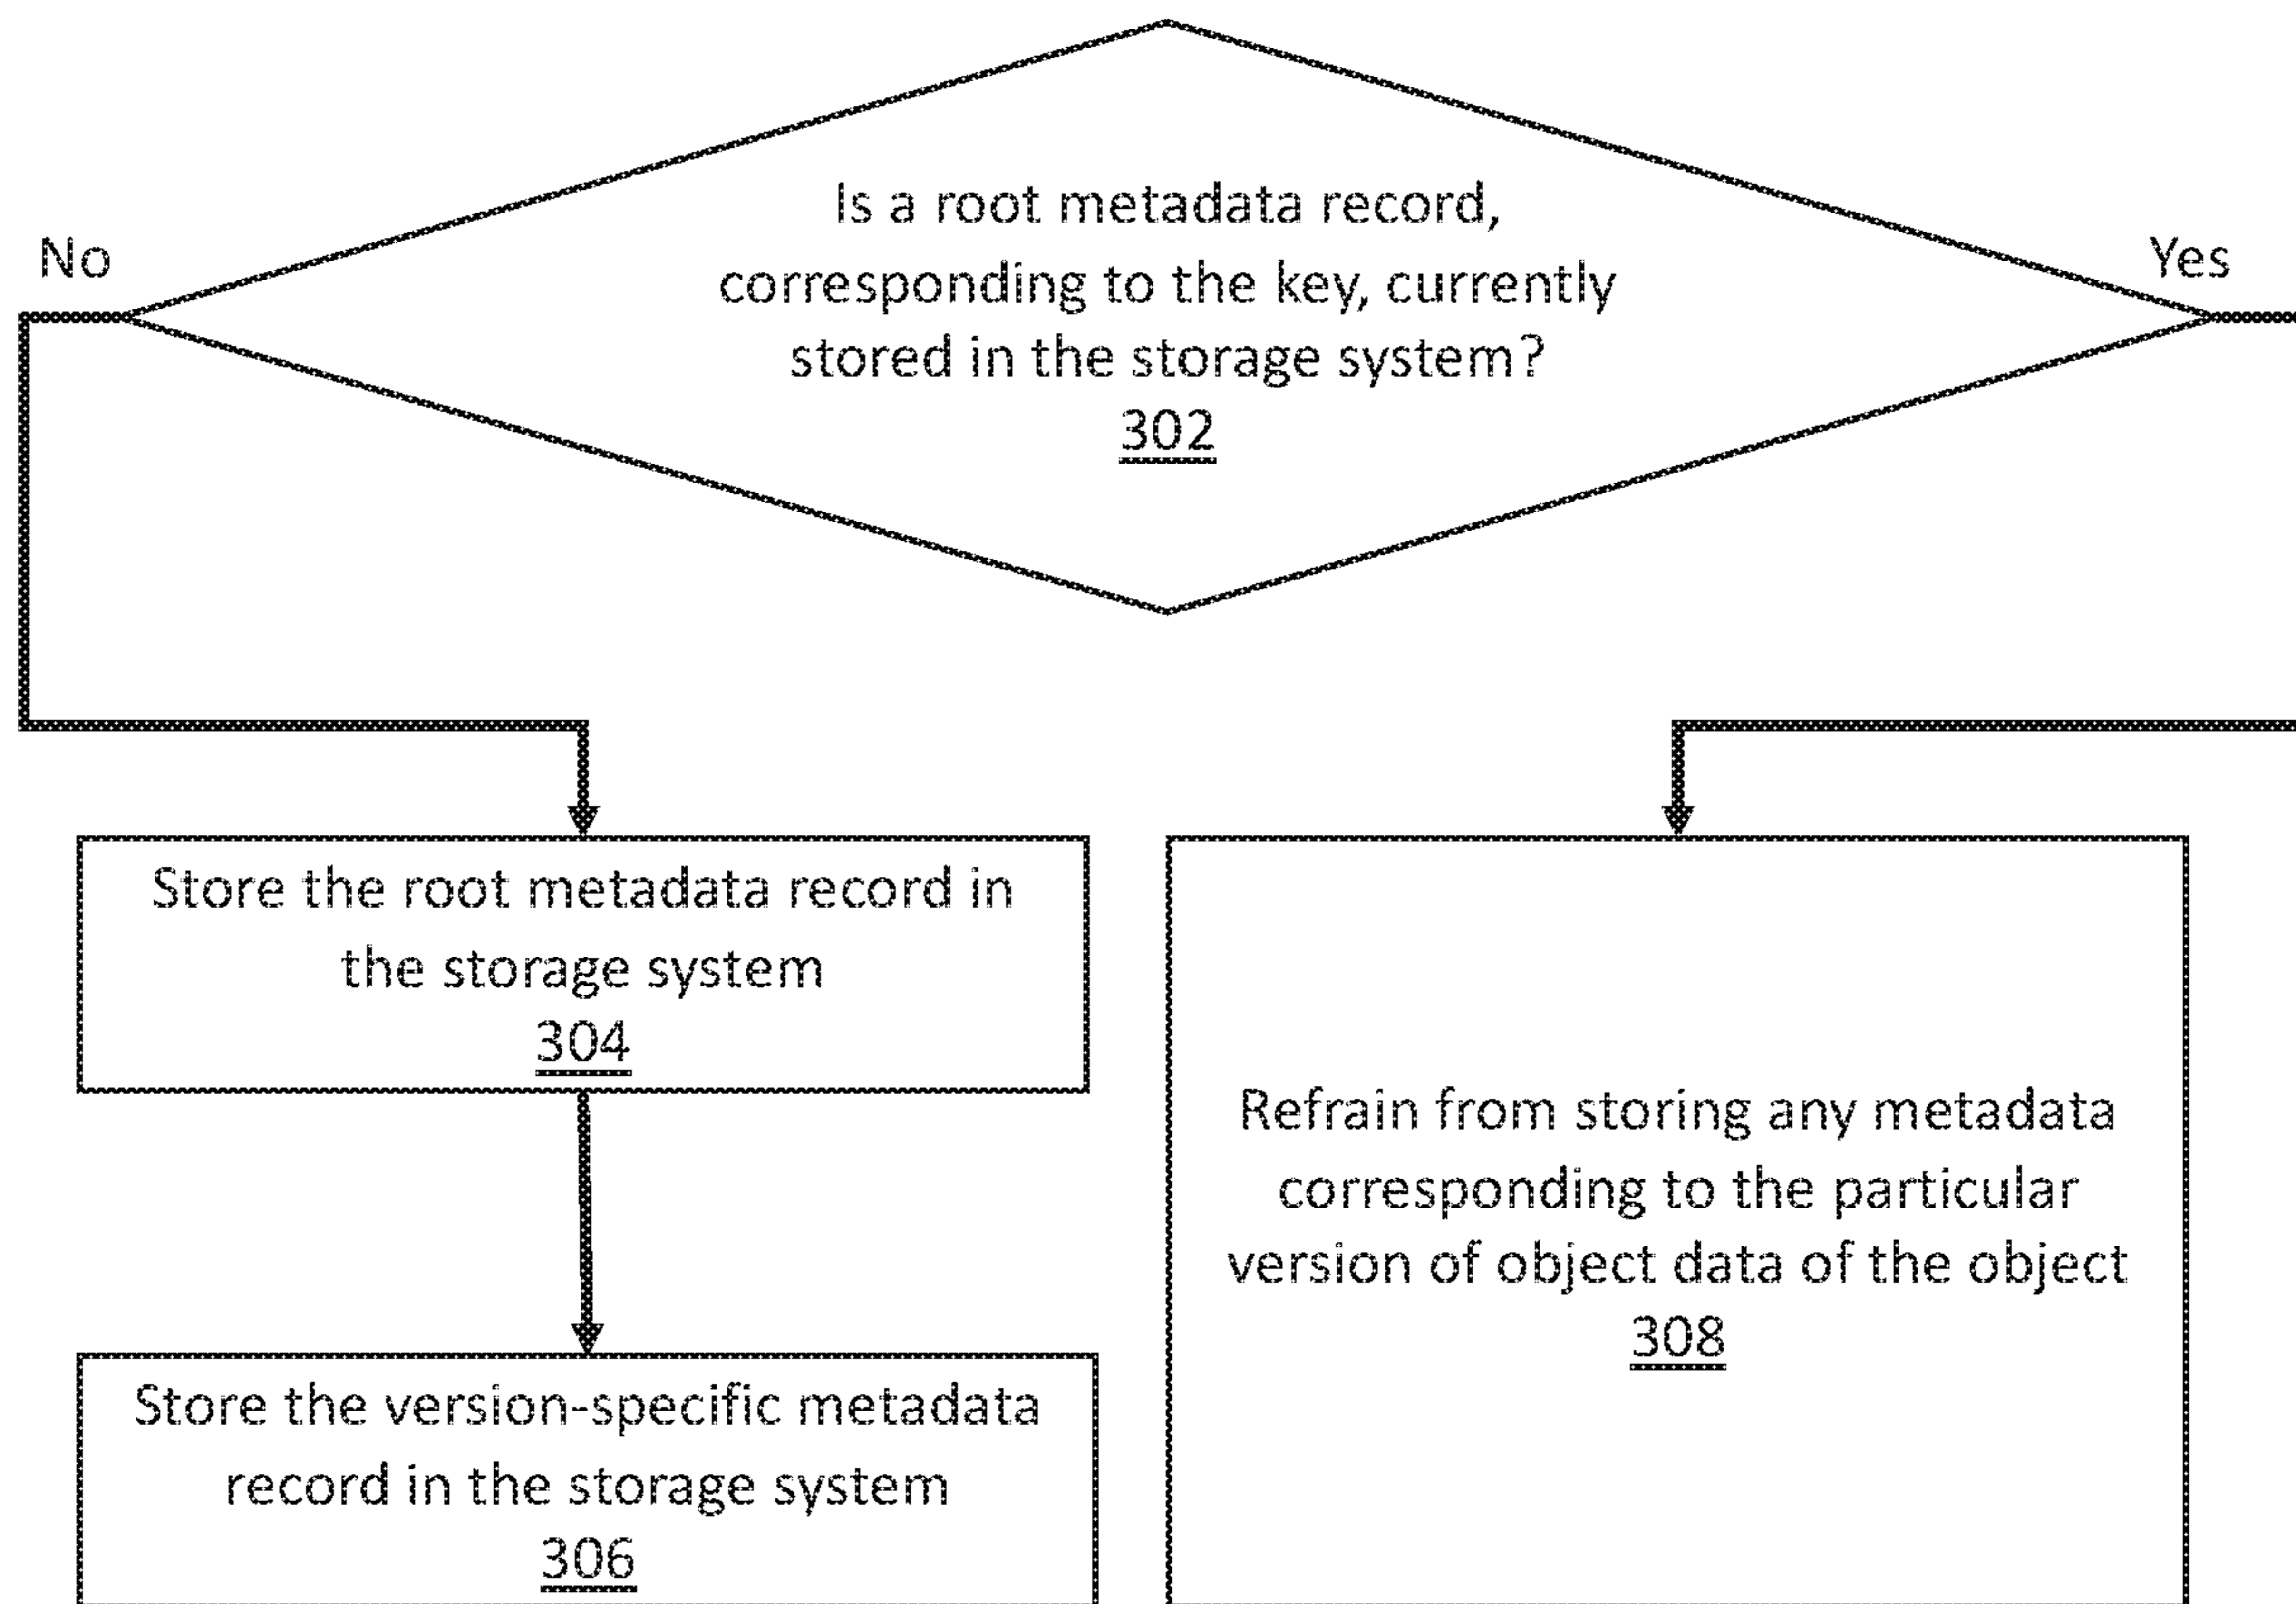 Is a root metadata record,
corresponding to the key, currently
stored in the storage system?
302
No
Yes
Store the root metadata record in
the storage system
304
Store the version-specific metadata
record in the storage system
306
Refrain from storing any metadata
corresponding to the particular
version of object data of the object
308